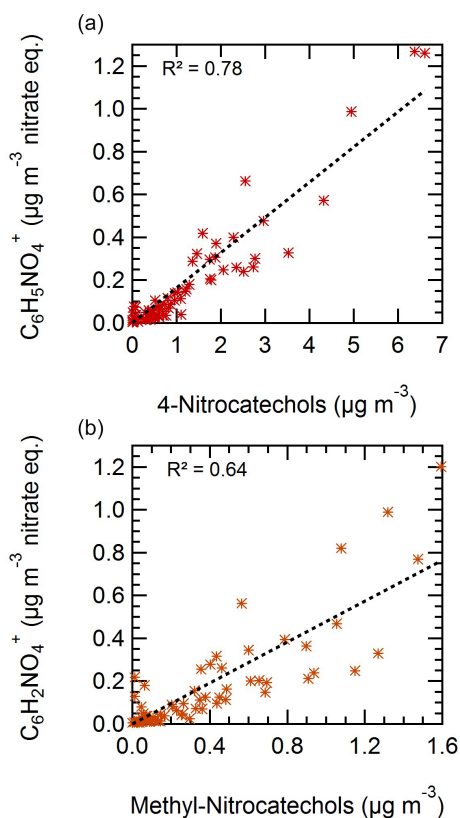 (a)
R² = 0.78
C₆H₅NO₄⁺ (µg m⁻³ nitrate eq.)
1.2
1.0
0.8
0.6
0.4
0.2
0.0
0 1 2 3 4 5 6 7
4-Nitrocatechols (µg m⁻³)
(b)
R² = 0.64
C₆H₂NO₄⁺ (µg m⁻³ nitrate eq.)
1.2
1.0
0.8
0.6
0.4
0.2
0.0
0.0 0.4 0.8 1.2 1.6
Methyl-Nitrocatechols (µg m⁻³)